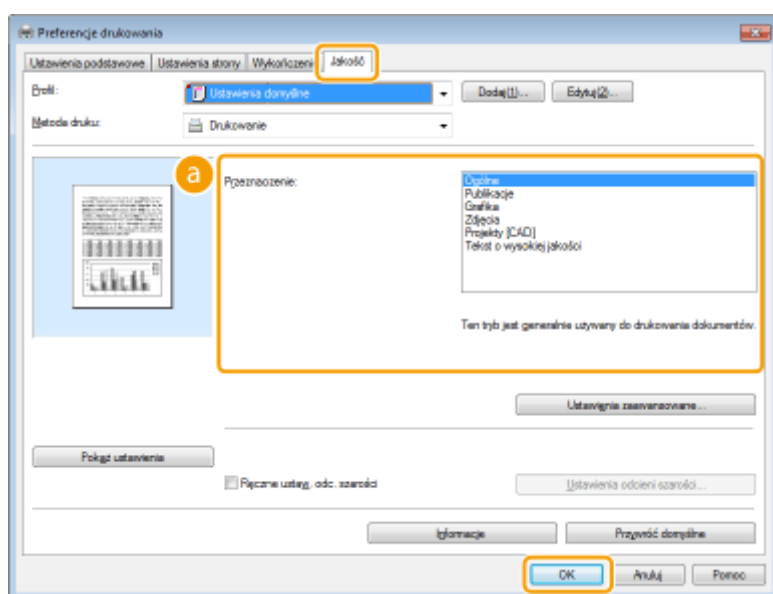 Preferencje drukowania
Ustawienia podstawowe Ustawienia strony Wykończenie Jakość
Profil: Ustawienia domyślne Dodaj(1)... Edytuj(2)...
Metoda druku: Drukowanie
a
Przeznaczenie: Ogólne
Publikacje
Grafika
Zdjęcia
Projekty [CAD]
Tekst o wysokiej jakości
Ten tryb jest generalnie używany do drukowania dokumentów.
Ustawienia zaawansowane...
Pokaż ustawienia
Ręczne ustaw. odc. szarości Ustawienia odcieni szarości...
Informacje Przywróć domyślne
OK Anuluj Pomoc